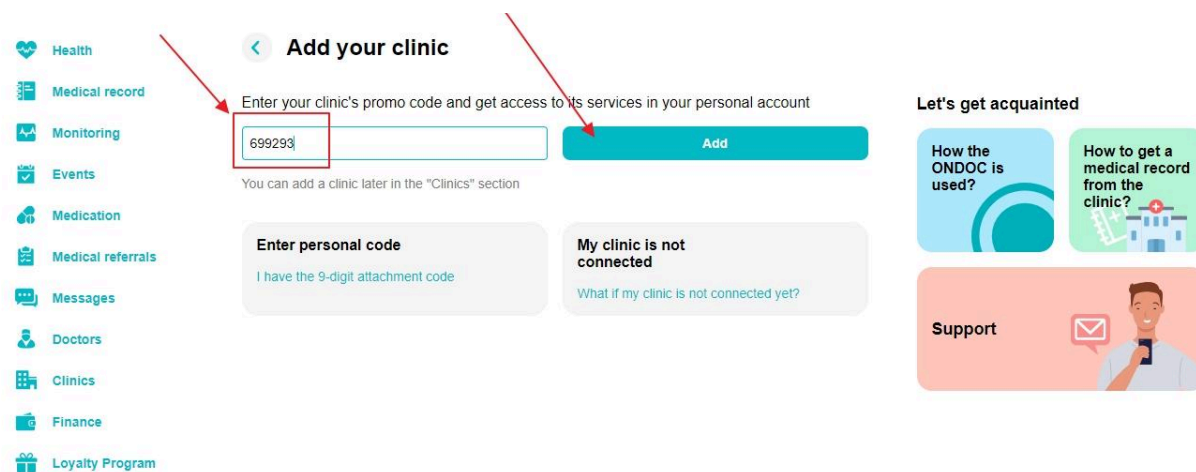 Health
Medical record
Monitoring
Events
Medication
Medical referrals
Messages
Doctors
Clinics
Finance
Loyalty Program
Add your clinic
Enter your clinic's promo code and get access to its services in your personal account
699293
Add
You can add a clinic later in the "Clinics" section
Enter personal code
I have the 9-digit attachment code
My clinic is not
connected
What if my clinic is not connected yet?
Let's get acquainted
How the
ONDOC is
used?
How to get a
medical record
from the
clinic?
Support